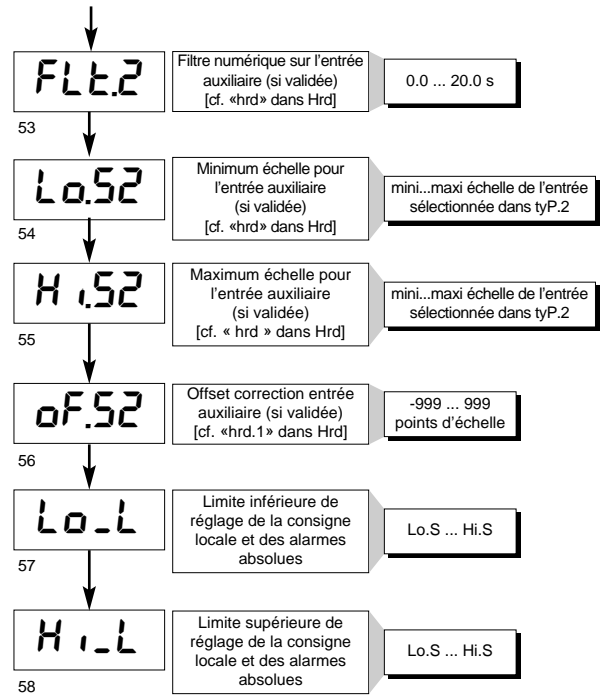 FLt.2
Filtre numérique sur l'entrée
auxiliaire (si validée)
[cf. «hrd» dans Hrd]
0.0 ... 20.0 s
53
Lo.S2
Minimum échelle pour
l'entrée auxiliaire
(si validée)
[cf. «hrd» dans Hrd]
mini...maxi échelle de l'entrée
sélectionnée dans tyP.2
54
Hi.S2
Maximum échelle pour
l'entrée auxiliaire
(si validée)
[cf. « hrd » dans Hrd]
mini...maxi échelle de l'entrée
sélectionnée dans tyP.2
55
oF.S2
Offset correction entrée
auxiliaire (si validée)
[cf. «hrd.1» dans Hrd]
-999 ... 999
points d'échelle
56
Lo_L
Limite inférieure de
réglage de la consigne
locale et des alarmes
absolues
Lo.S ... Hi.S
57
Hi_L
Limite supérieure de
réglage de la consigne
locale et des alarmes
absolues
Lo.S ... Hi.S
58